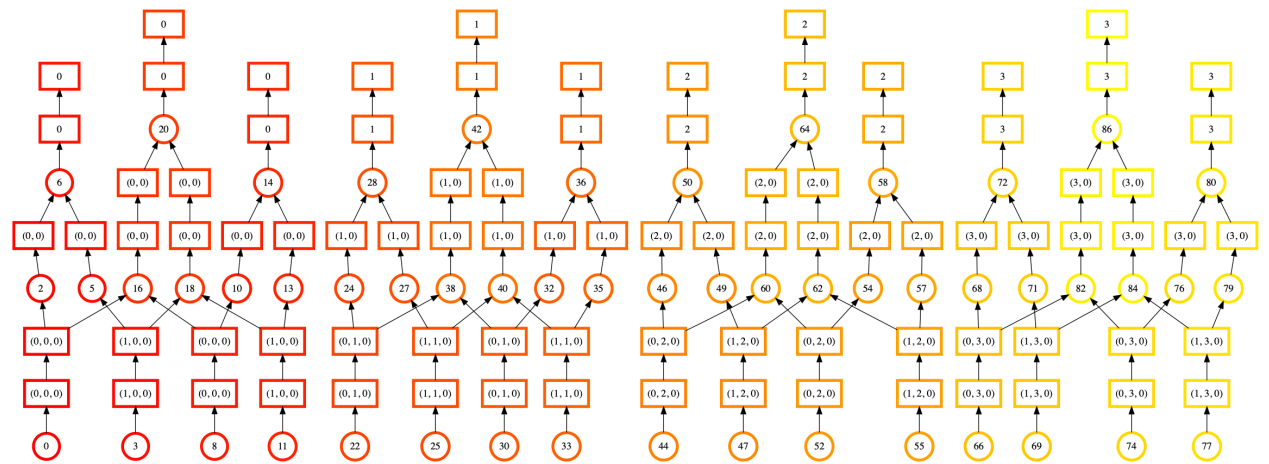 0 1 2 3
0 0 0 1 1 1 2 2 2 3 3 3
0 20 0 1 42 1 2 64 2 3 86 3
6 (0, 0) (0, 0) 14 28 (1, 0) (1, 0) 36 50 (2, 0) (2, 0) 58 72 (3, 0) (3, 0) 80
(0, 0) (0, 0) (0, 0) (0, 0) (0, 0) (0, 0) (1, 0) (1, 0) (1, 0) (1, 0) (1, 0) (1, 0) (2, 0) (2, 0) (2, 0) (2, 0) (2, 0) (2, 0) (3, 0) (3, 0) (3, 0) (3, 0) (3, 0) (3, 0)
2 5 16 18 10 13 24 27 38 40 32 35 46 49 60 62 54 57 68 71 82 84 76 79
(0, 0, 0) (1, 0, 0) (0, 0, 0) (1, 0, 0) (0, 1, 0) (1, 1, 0) (0, 1, 0) (1, 1, 0) (0, 2, 0) (1, 2, 0) (0, 2, 0) (1, 2, 0) (0, 3, 0) (1, 3, 0) (0, 3, 0) (1, 3, 0)
(0, 0, 0) (1, 0, 0) (0, 0, 0) (1, 0, 0) (0, 1, 0) (1, 1, 0) (0, 1, 0) (1, 1, 0) (0, 2, 0) (1, 2, 0) (0, 2, 0) (1, 2, 0) (0, 3, 0) (1, 3, 0) (0, 3, 0) (1, 3, 0)
0 3 8 11 22 25 30 33 44 47 52 55 66 69 74 77